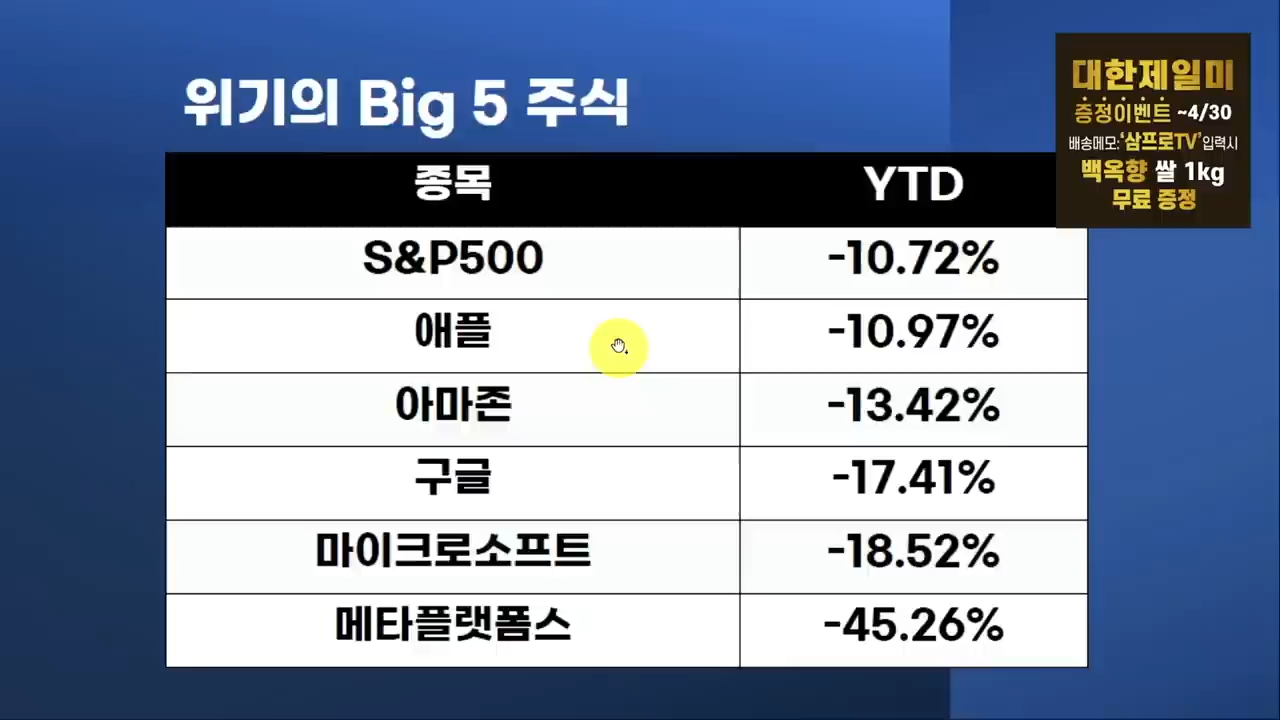 위기의 Big 5 주식
종목 YTD
S&P500 -10.72%
애플 -10.97%
아마존 -13.42%
구글 -17.41%
마이크로소프트 -18.52%
메타플랫폼스 -45.26%
대한제일미
증정이벤트 ~4/30
배송메모:'삼프로TV'입력시
백옥향 쌀 1kg
무료 증정